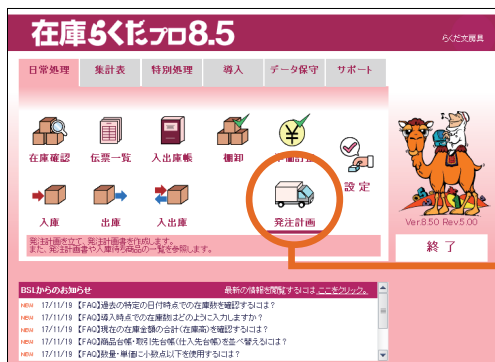 在庫らくだプロ8.5
らくだ文房具
日常処理 集計表 特別処理 導入 データ保守 サポート
在庫確認 伝票一覧 入出庫帳 棚卸
設定
入庫 出庫 入出庫 発注計画
Ver.8.50 Rev5.00
発注計画を立て、発注計画書を作成します。
また、発注計画書や入庫待ち商品の一覧を参照します。
終了
BSLからのお知らせ 最新の情報を閲覧するにはここをクリック。
NEW 17/11/19 【FAQ】過去の特定の日付時点での在庫数を確認するには？
NEW 17/11/19 【FAQ】導入時点での在庫数はどのように入力しますか？
NEW 17/11/19 【FAQ】現在の在庫金額の合計（在庫高）を確認するには？
NEW 17/11/19 【FAQ】商品台帳・取引先台帳（仕入先台帳）を並べ替えるには？
NEW 17/11/19 【FAQ】数量・単価に小数点以下を使用するには？